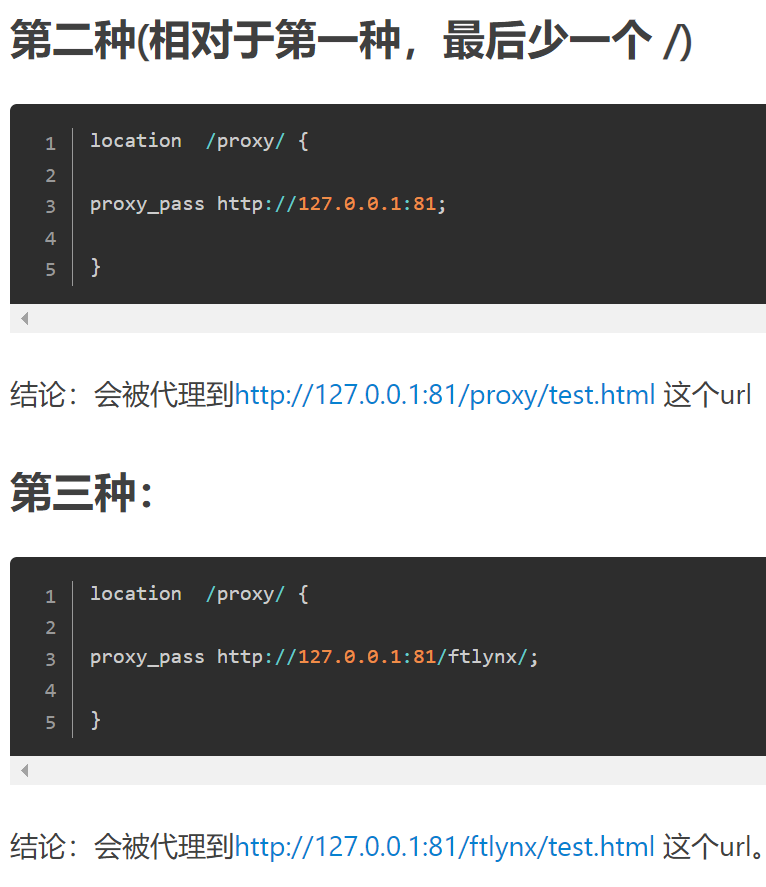 第二种(相对于第一种，最后少一个 /)
1 location  /proxy/ {
2
3 proxy_pass http://127.0.0.1:81;
4
5 }
结论：会被代理到http://127.0.0.1:81/proxy/test.html 这个url
第三种：
1 location  /proxy/ {
2
3 proxy_pass http://127.0.0.1:81/ftlynx/;
4
5 }
结论：会被代理到http://127.0.0.1:81/ftlynx/test.html 这个url。